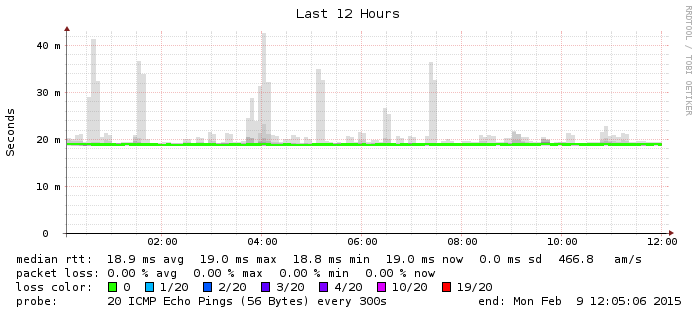 Last 12 Hours
RRDTOOL / TOBI OETIKER
Seconds
40 m
30 m
20 m
10 m
0
02:00 04:00 06:00 08:00 10:00 12:00
median rtt: 18.9 ms avg 19.0 ms max 18.8 ms min 19.0 ms now 0.0 ms sd 466.8 am/s
packet loss: 0.00 % avg 0.00 % max 0.00 % min 0.00 % now
loss color: 0 1/20 2/20 3/20 4/20 10/20 19/20
probe: 20 ICMP Echo Pings (56 Bytes) every 300s end: Mon Feb 9 12:05:06 2015